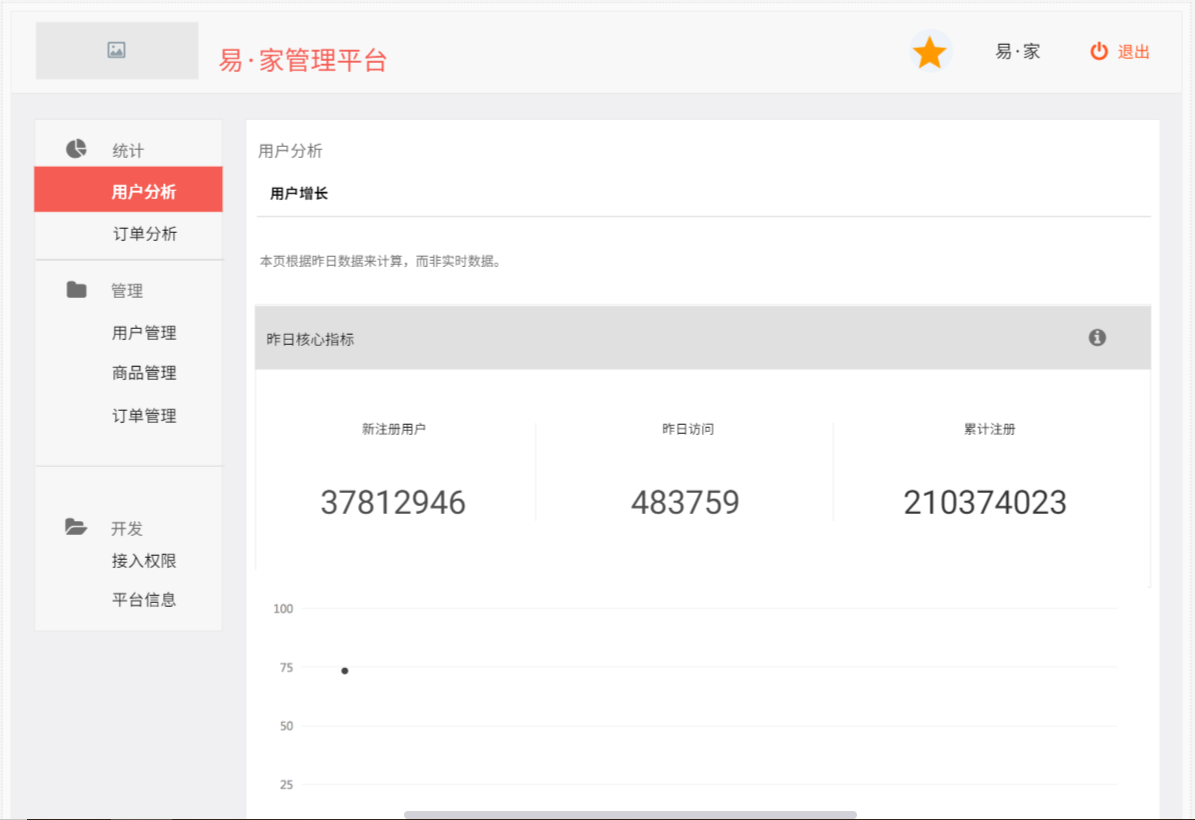 易·家管理平台
易·家
退出
统计
用户分析
订单分析
管理
用户管理
商品管理
订单管理
开发
接入权限
平台信息
用户分析
用户增长
本页根据昨日数据来计算，而非实时数据。
昨日核心指标
新注册用户
昨日访问
累计注册
37812946
483759
210374023
100
75
50
25